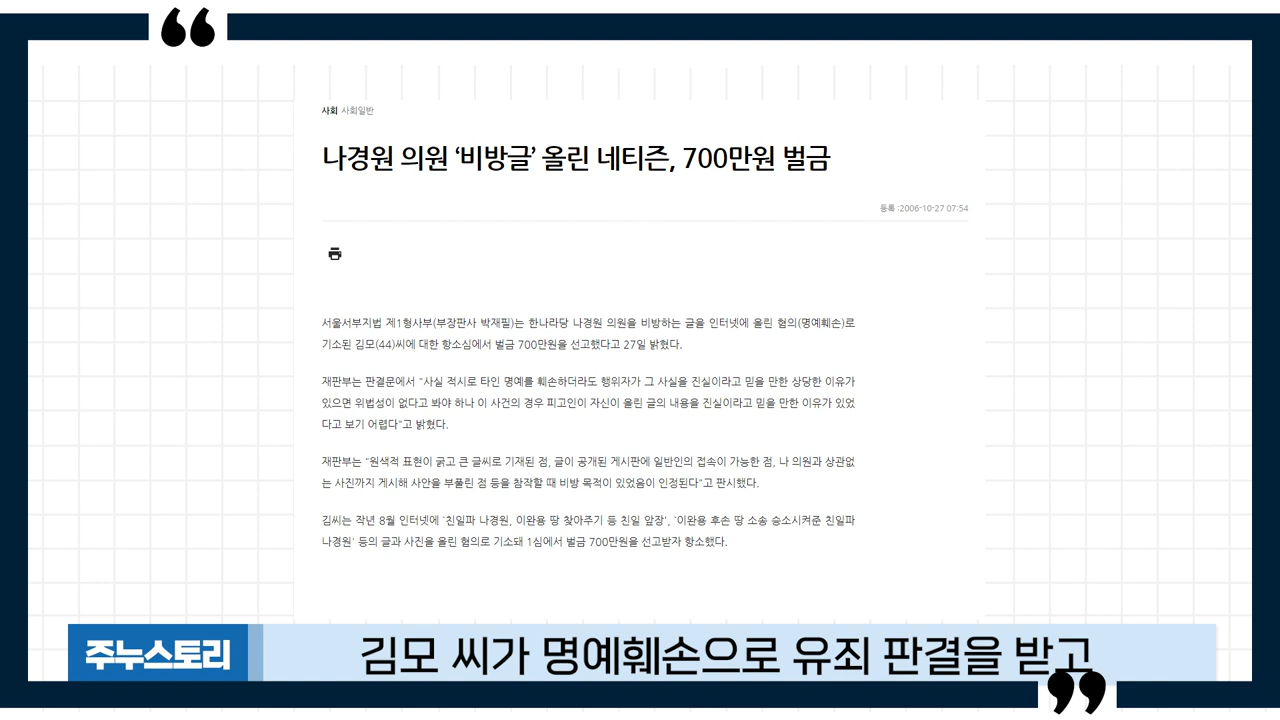 사회 사회일반
나경원 의원 ‘비방글’ 올린 네티즌, 700만원 벌금
등록 :2006-10-27 07:54
서울서부지법 제1형사부(부장판사 박재필)는 한나라당 나경원 의원을 비방하는 글을 인터넷에 올린 혐의(명예훼손)로
기소된 김모(44)씨에 대한 항소심에서 벌금 700만원을 선고했다고 27일 밝혔다.
재판부는 판결문에서 "사실 적시로 타인 명예를 훼손하더라도 행위자가 그 사실을 진실이라고 믿을 만한 상당한 이유가
있으면 위법성이 없다고 봐야 하나 이 사건의 경우 피고인이 자신이 올린 글의 내용을 진실이라고 믿을 만한 이유가 있었
다고 보기 어렵다"고 밝혔다.
재판부는 "원색적 표현이 굵고 큰 글씨로 기재된 점, 글이 공개된 게시판에 일반인의 접속이 가능한 점, 나 의원과 상관없
는 사진까지 게시해 사안을 부풀린 점 등을 참작할 때 비방 목적이 있었음이 인정된다"고 판시했다.
김씨는 작년 8월 인터넷에 `친일파 나경원, 이완용 땅 찾아주기 등 친일 앞장', `이완용 후손 땅 소송 승소시켜준 친일파
나경원' 등의 글과 사진을 올린 혐의로 기소돼 1심에서 벌금 700만원을 선고받자 항소했다.
주누스토리
김모 씨가 명예훼손으로 유죄 판결을 받고